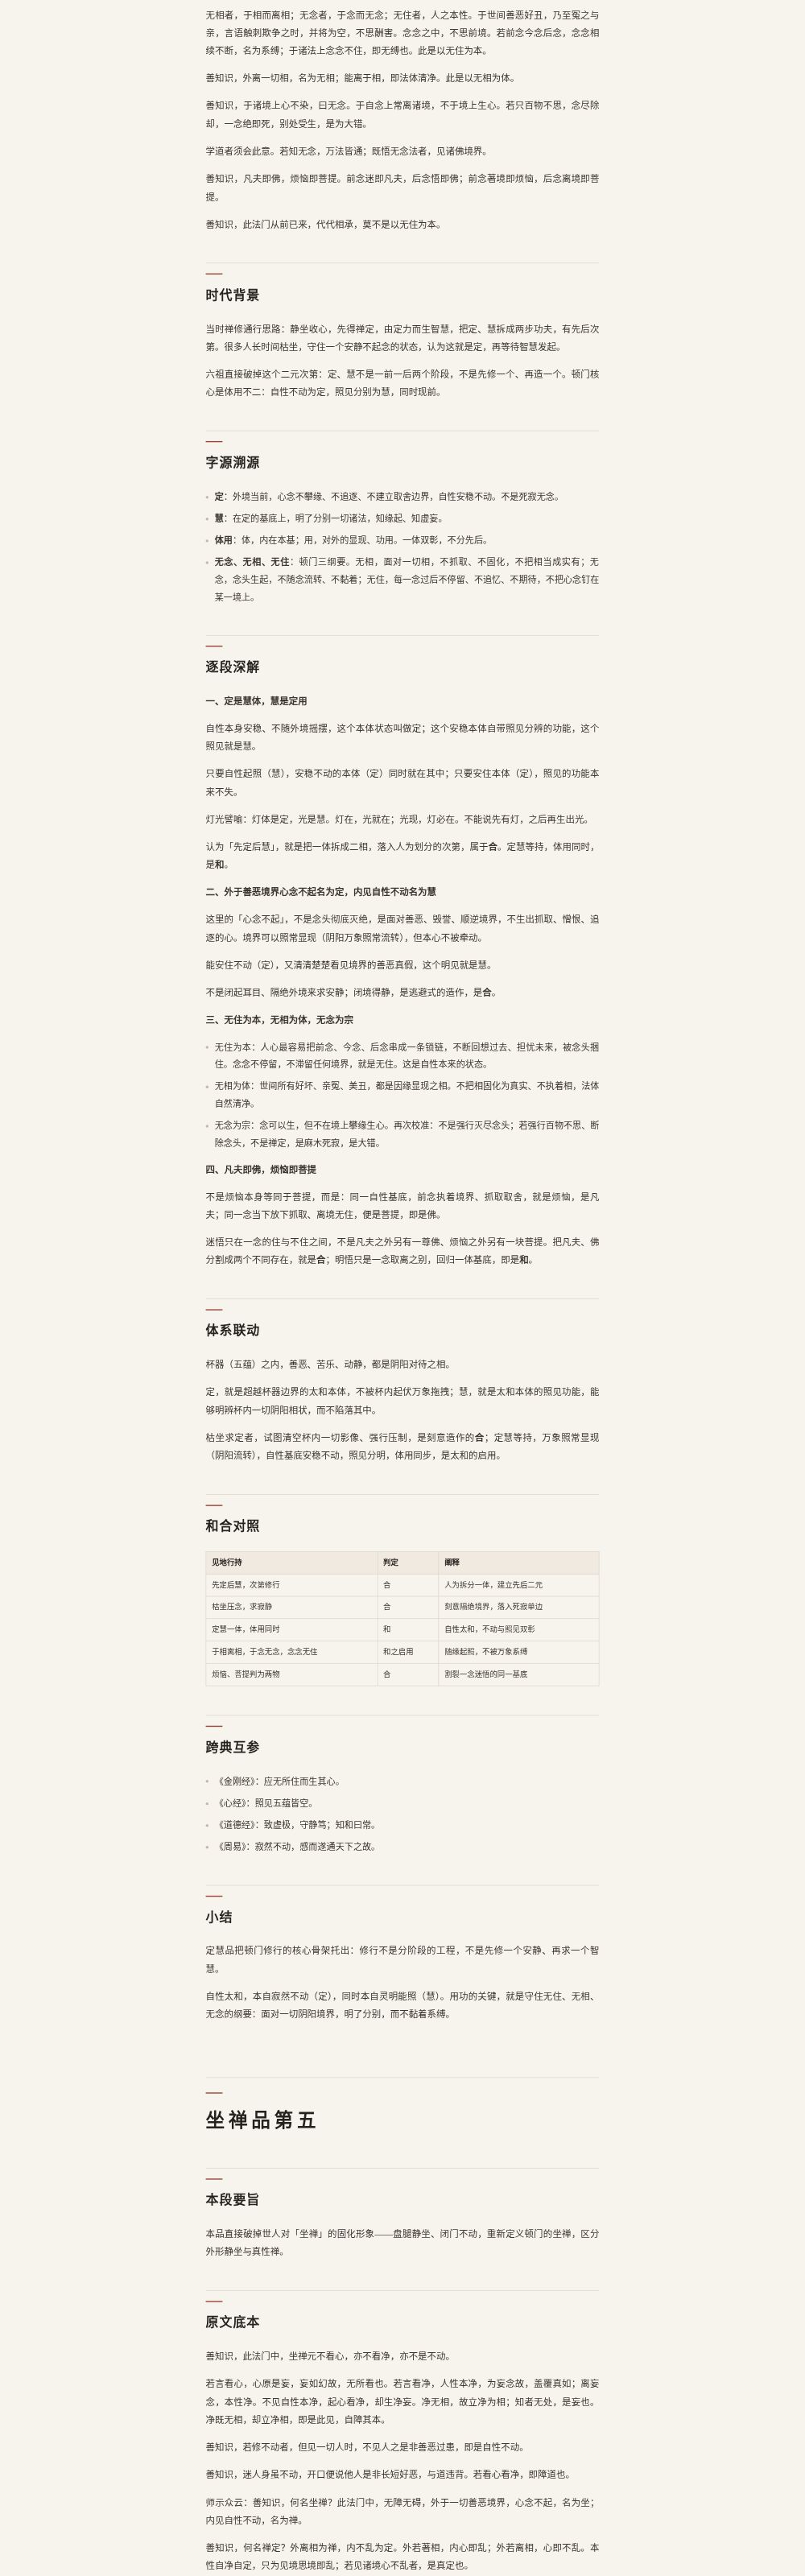 无相者，于相而离相；无念者，于念而无念；无住者，人之本性。于世间善恶好丑，乃至冤之与
亲，言语触刺欺争之时，并将为空，不思酬害。念念之中，不思前境。若前念今念后念，念念相
续不断，名为系缚；于诸法上念念不住，即无缚也。此是以无住为本。
善知识，外离一切相，名为无相；能离于相，即法体清净。此是以无相为体。
善知识，于诸境上心不染，曰无念。于自念上常离诸境，不于境上生心。若只百物不思，念尽除
却，一念绝即死，别处受生，是为大错。
学道者须会此意。若知无念，万法皆通；既悟无念法者，见诸佛境界。
善知识，凡夫即佛，烦恼即菩提。前念迷即凡夫，后念悟即佛；前念著境即烦恼，后念离境即菩
提。
善知识，此法门从前已来，代代相承，莫不是以无住为本。
时代背景
当时禅修通行思路：静坐收心，先得禅定，由定力而生智慧，把定、慧拆成两步功夫，有先后次
第。很多人长时间枯坐，守住一个安静不起念的状态，认为这就是定，再等待智慧发起。
六祖直接破掉这个二元次第：定、慧不是一前一后两个阶段，不是先修一个、再造一个。顿门核
心是体用不二：自性不动为定，照见分别为慧，同时现前。
字源溯源
定：外境当前，心念不攀缘、不追逐、不建立取舍边界，自性安稳不动。不是死寂无念。
慧：在定的基底上，明了分别一切诸法，知缘起、知虚妄。
体用：体，内在本基；用，对外的显现、功用。一体双彰，不分先后。
无念、无相、无住：顿门三纲要。无相，面对一切相，不抓取、不固化，不把相当成实有；无
念，念头生起，不随念流转、不黏着；无住，每一念过后不停留、不追忆、不期待，不把心念钉在
某一境上。
逐段深解
一、定是慧体，慧是定用
自性本身安稳、不随外境摇摆，这个本体状态叫做定；这个安稳本体自带照见分辨的功能，这个
照见就是慧。
只要自性起照（慧），安稳不动的本体（定）同时就在其中；只要安住本体（定），照见的功能本
来不失。
灯光譬喻：灯体是定，光是慧。灯在，光就在；光现，灯必在。不能说先有灯，之后再生出光。
认为「先定后慧」，就是把一体拆成二相，落入人为划分的次第，属于合。定慧等持，体用同时，
是和。
二、外于善恶境界心念不起名为定，内见自性不动名为慧
这里的「心念不起」，不是念头彻底灭绝，是面对善恶、毁誉、顺逆境界，不生出抓取、憎恨、追
逐的心。境界可以照常显现（阴阳万象照常流转），但本心不被牵动。
能安住不动（定），又清清楚楚看见境界的善恶真假，这个明见就是慧。
不是闭起耳目、隔绝外境来求安静；闭境得静，是逃避式的造作，是合。
三、无住为本，无相为体，无念为宗
无住为本：人心最容易把前念、今念、后念串成一条锁链，不断回想过去、担忧未来，被念头捆
住。念念不停留，不滞留任何境界，就是无住。这是自性本来的状态。
无相为体：世间所有好坏、亲冤、美丑，都是因缘显现之相。不把相固化为真实、不执着相，法体
自然清净。
无念为宗：念可以生，但不在境上攀缘生心。再次校准：不是强行灭尽念头；若强行百物不思、断
除念头，不是禅定，是麻木死寂，是大错。
四、凡夫即佛，烦恼即菩提
不是烦恼本身等同于菩提，而是：同一自性基底，前念执着境界、抓取取舍，就是烦恼，是凡
夫；同一念当下放下抓取、离境无住，便是菩提，即是佛。
迷悟只在一念的住与不住之间，不是凡夫之外另有一尊佛、烦恼之外另有一块菩提。把凡夫、佛
分割成两个不同存在，就是合；明悟只是一念取离之别，回归一体基底，即是和。
体系联动
杯器（五蕴）之内，善恶、苦乐、动静，都是阴阳对待之相。
定，就是超越杯器边界的太和本体，不被杯内起伏万象拖拽；慧，就是太和本体的照见功能，能
够明辨杯内一切阴阳相状，而不陷落其中。
枯坐求定者，试图清空杯内一切影像、强行压制，是刻意造作的合；定慧等持，万象照常显现
（阴阳流转），自性基底安稳不动，照见分明，体用同步，是太和的启用。
和合对照
见地行持 判定 阐释
先定后慧，次第修行 合 人为拆分一体，建立先后二元
枯坐压念，求寂静 合 刻意隔绝境界，落入死寂单边
定慧一体，体用同时 和 自性太和，不动与照见双彰
于相离相，于念无念，念念无住 和之启用 随缘起照，不被万象系缚
烦恼、菩提判为两物 合 割裂一念迷悟的同一基底
跨典互参
《金刚经》：应无所住而生其心。
《心经》：照见五蕴皆空。
《道德经》：致虚极，守静笃；知和曰常。
《周易》：寂然不动，感而遂通天下之故。
小结
定慧品把顿门修行的核心骨架托出：修行不是分阶段的工程，不是先修一个安静、再求一个智
慧。
自性太和，本自寂然不动（定），同时本自灵明能照（慧）。用功的关键，就是守住无住、无相、
无念的纲要：面对一切阴阳境界，明了分别，而不黏着系缚。
坐禅品第五
本段要旨
本品直接破掉世人对「坐禅」的固化形象——盘腿静坐、闭门不动，重新定义顿门的坐禅，区分
外形静坐与真性禅。
原文底本
善知识，此法门中，坐禅元不看心，亦不看净，亦不是不动。
若言看心，心原是妄，妄如幻故，无所看也。若言看净，人性本净，为妄念故，盖覆真如；离妄
念，本性净。不见自性本净，起心看净，却生净妄。净无相，故立净为相；知者无处，是妄也。
净既无相，却立净相，即是此见，自障其本。
善知识，若修不动者，但见一切人时，不见人之是非善恶过患，即是自性不动。
善知识，迷人身虽不动，开口便说他人是非长短好恶，与道违背。若看心看净，即障道也。
师示众云：善知识，何名坐禅？此法门中，无障无碍，外于一切善恶境界，心念不起，名为坐；
内见自性不动，名为禅。
善知识，何名禅定？外离相为禅，内不乱为定。外若著相，内心即乱；外若离相，心即不乱。本
性自净自定，只为见境思境即乱；若见诸境心不乱者，是真定也。